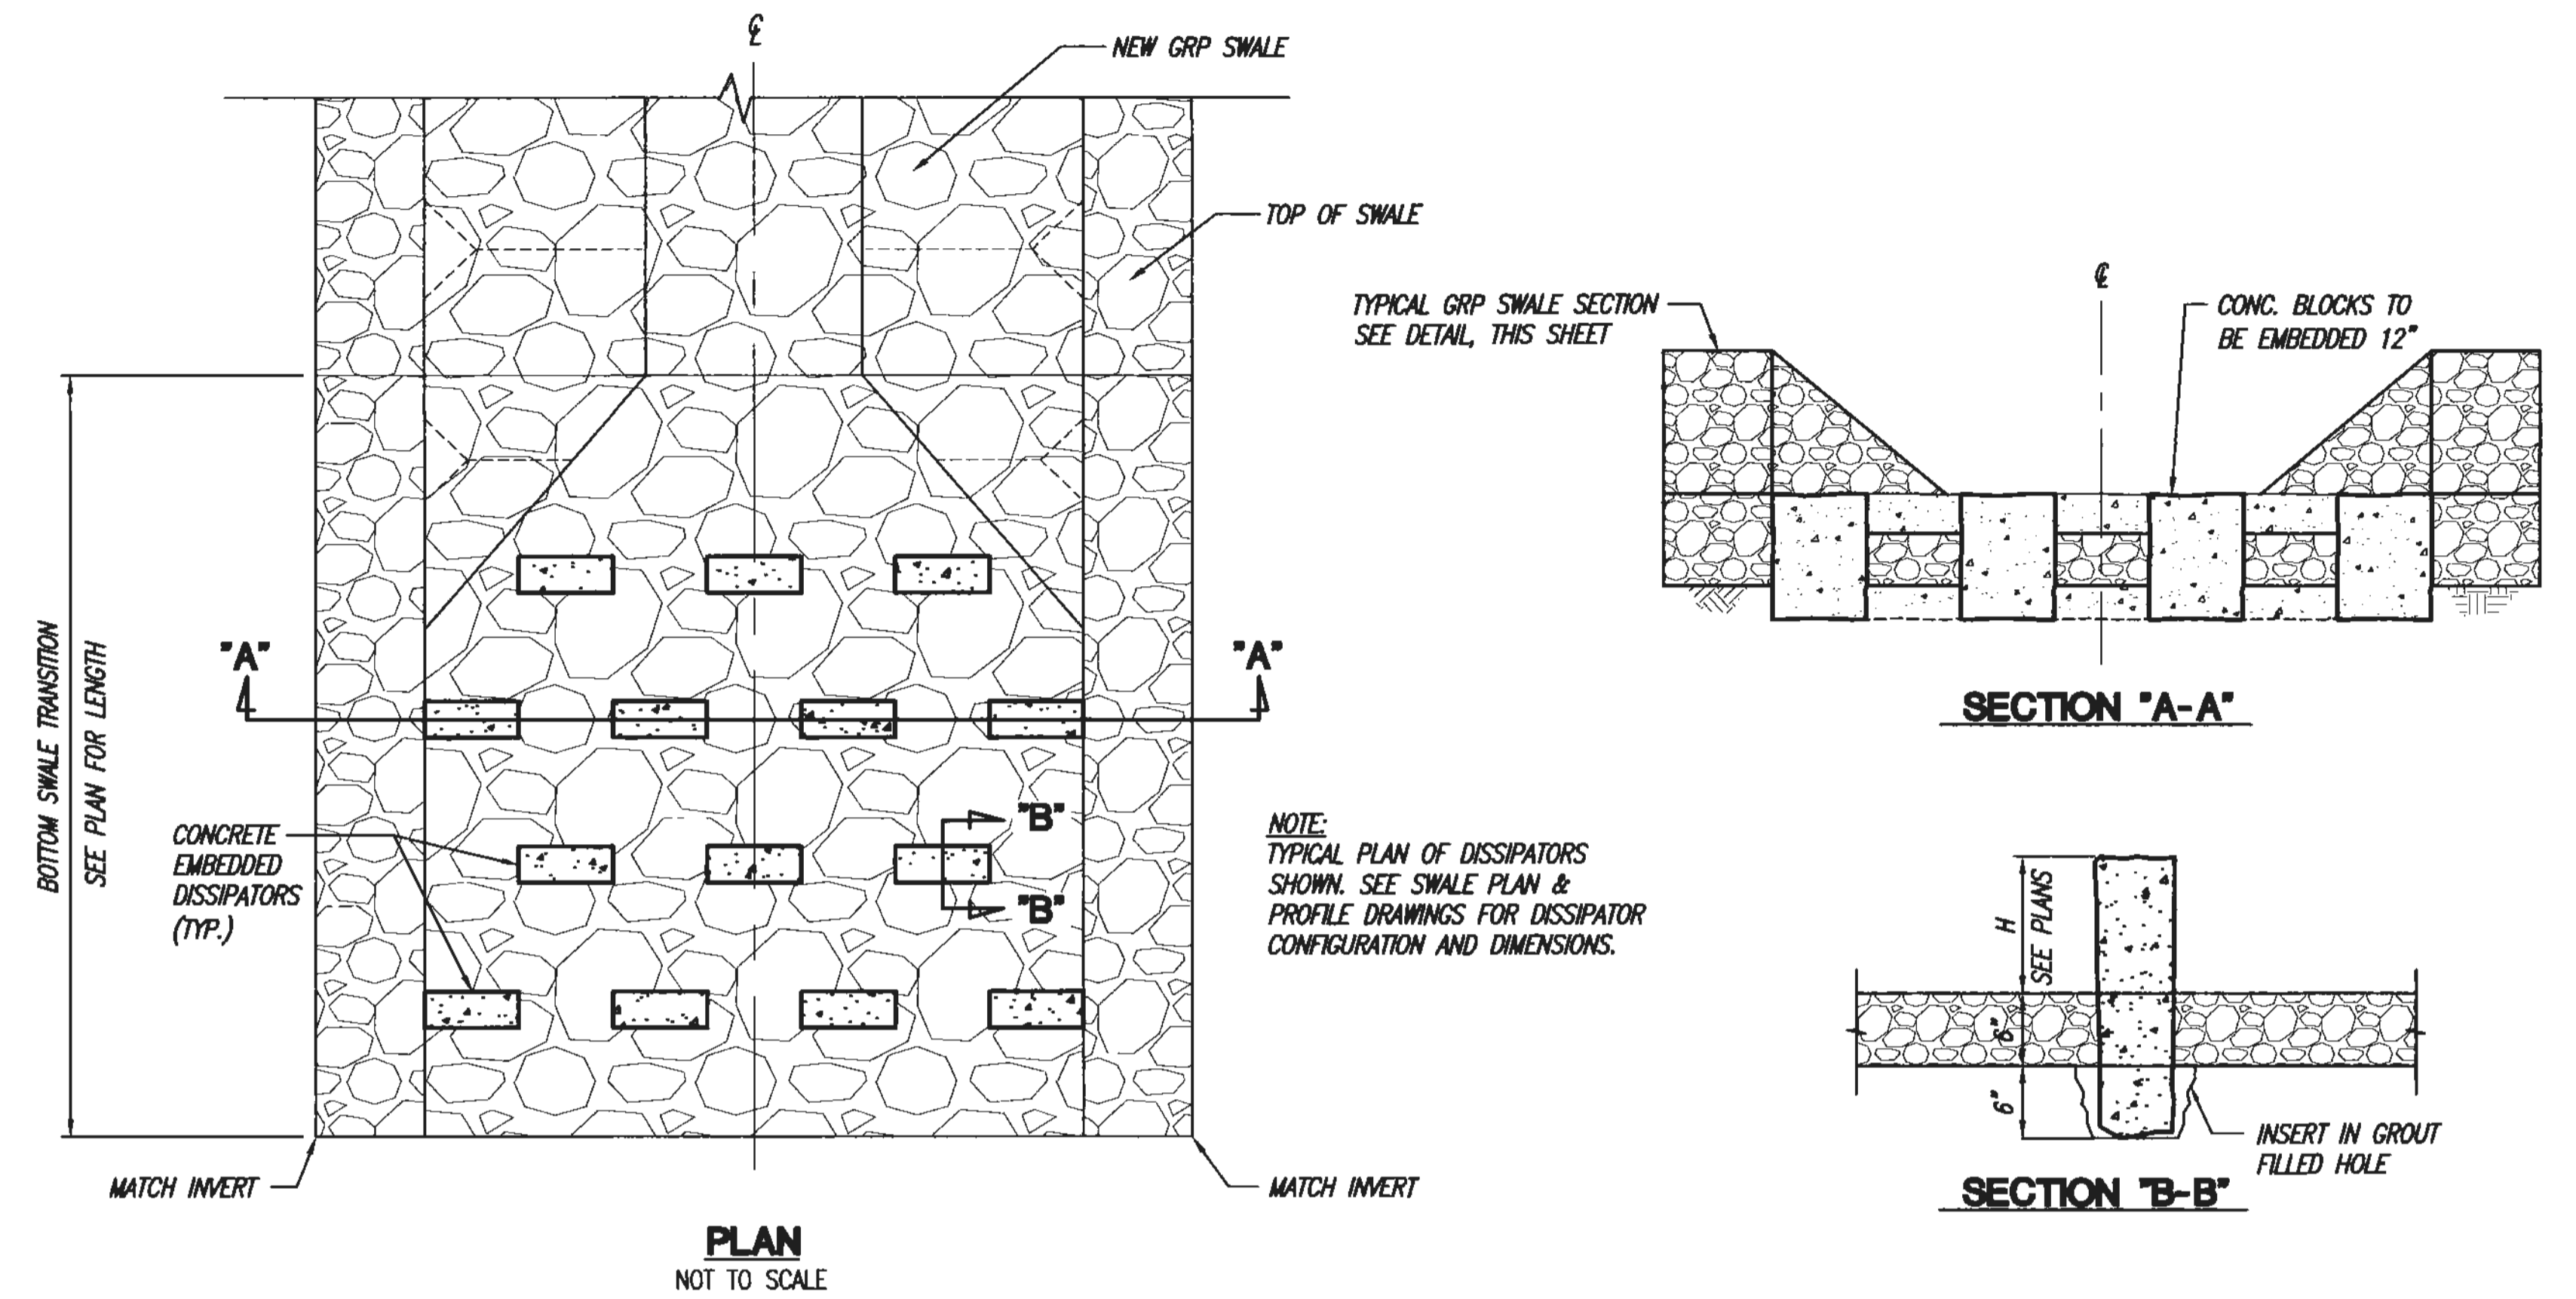 ℄
NEW GRP SWALE
TOP OF SWALE
BOTTOM SWALE TRANSITION
SEE PLAN FOR LENGTH
"A"
"A"
CONCRETE
EMBEDDED
DISSIPATORS
(TYP.)
"B"
"B"
MATCH INVERT
MATCH INVERT
PLAN
NOT TO SCALE
NOTE:
TYPICAL PLAN OF DISSIPATORS
SHOWN. SEE SWALE PLAN &
PROFILE DRAWINGS FOR DISSIPATOR
CONFIGURATION AND DIMENSIONS.
℄
TYPICAL GRP SWALE SECTION
SEE DETAIL, THIS SHEET
CONC. BLOCKS TO
BE EMBEDDED 12"
SECTION "A-A"
H
SEE PLANS
6"
6"
INSERT IN GROUT
FILLED HOLE
SECTION "B-B"